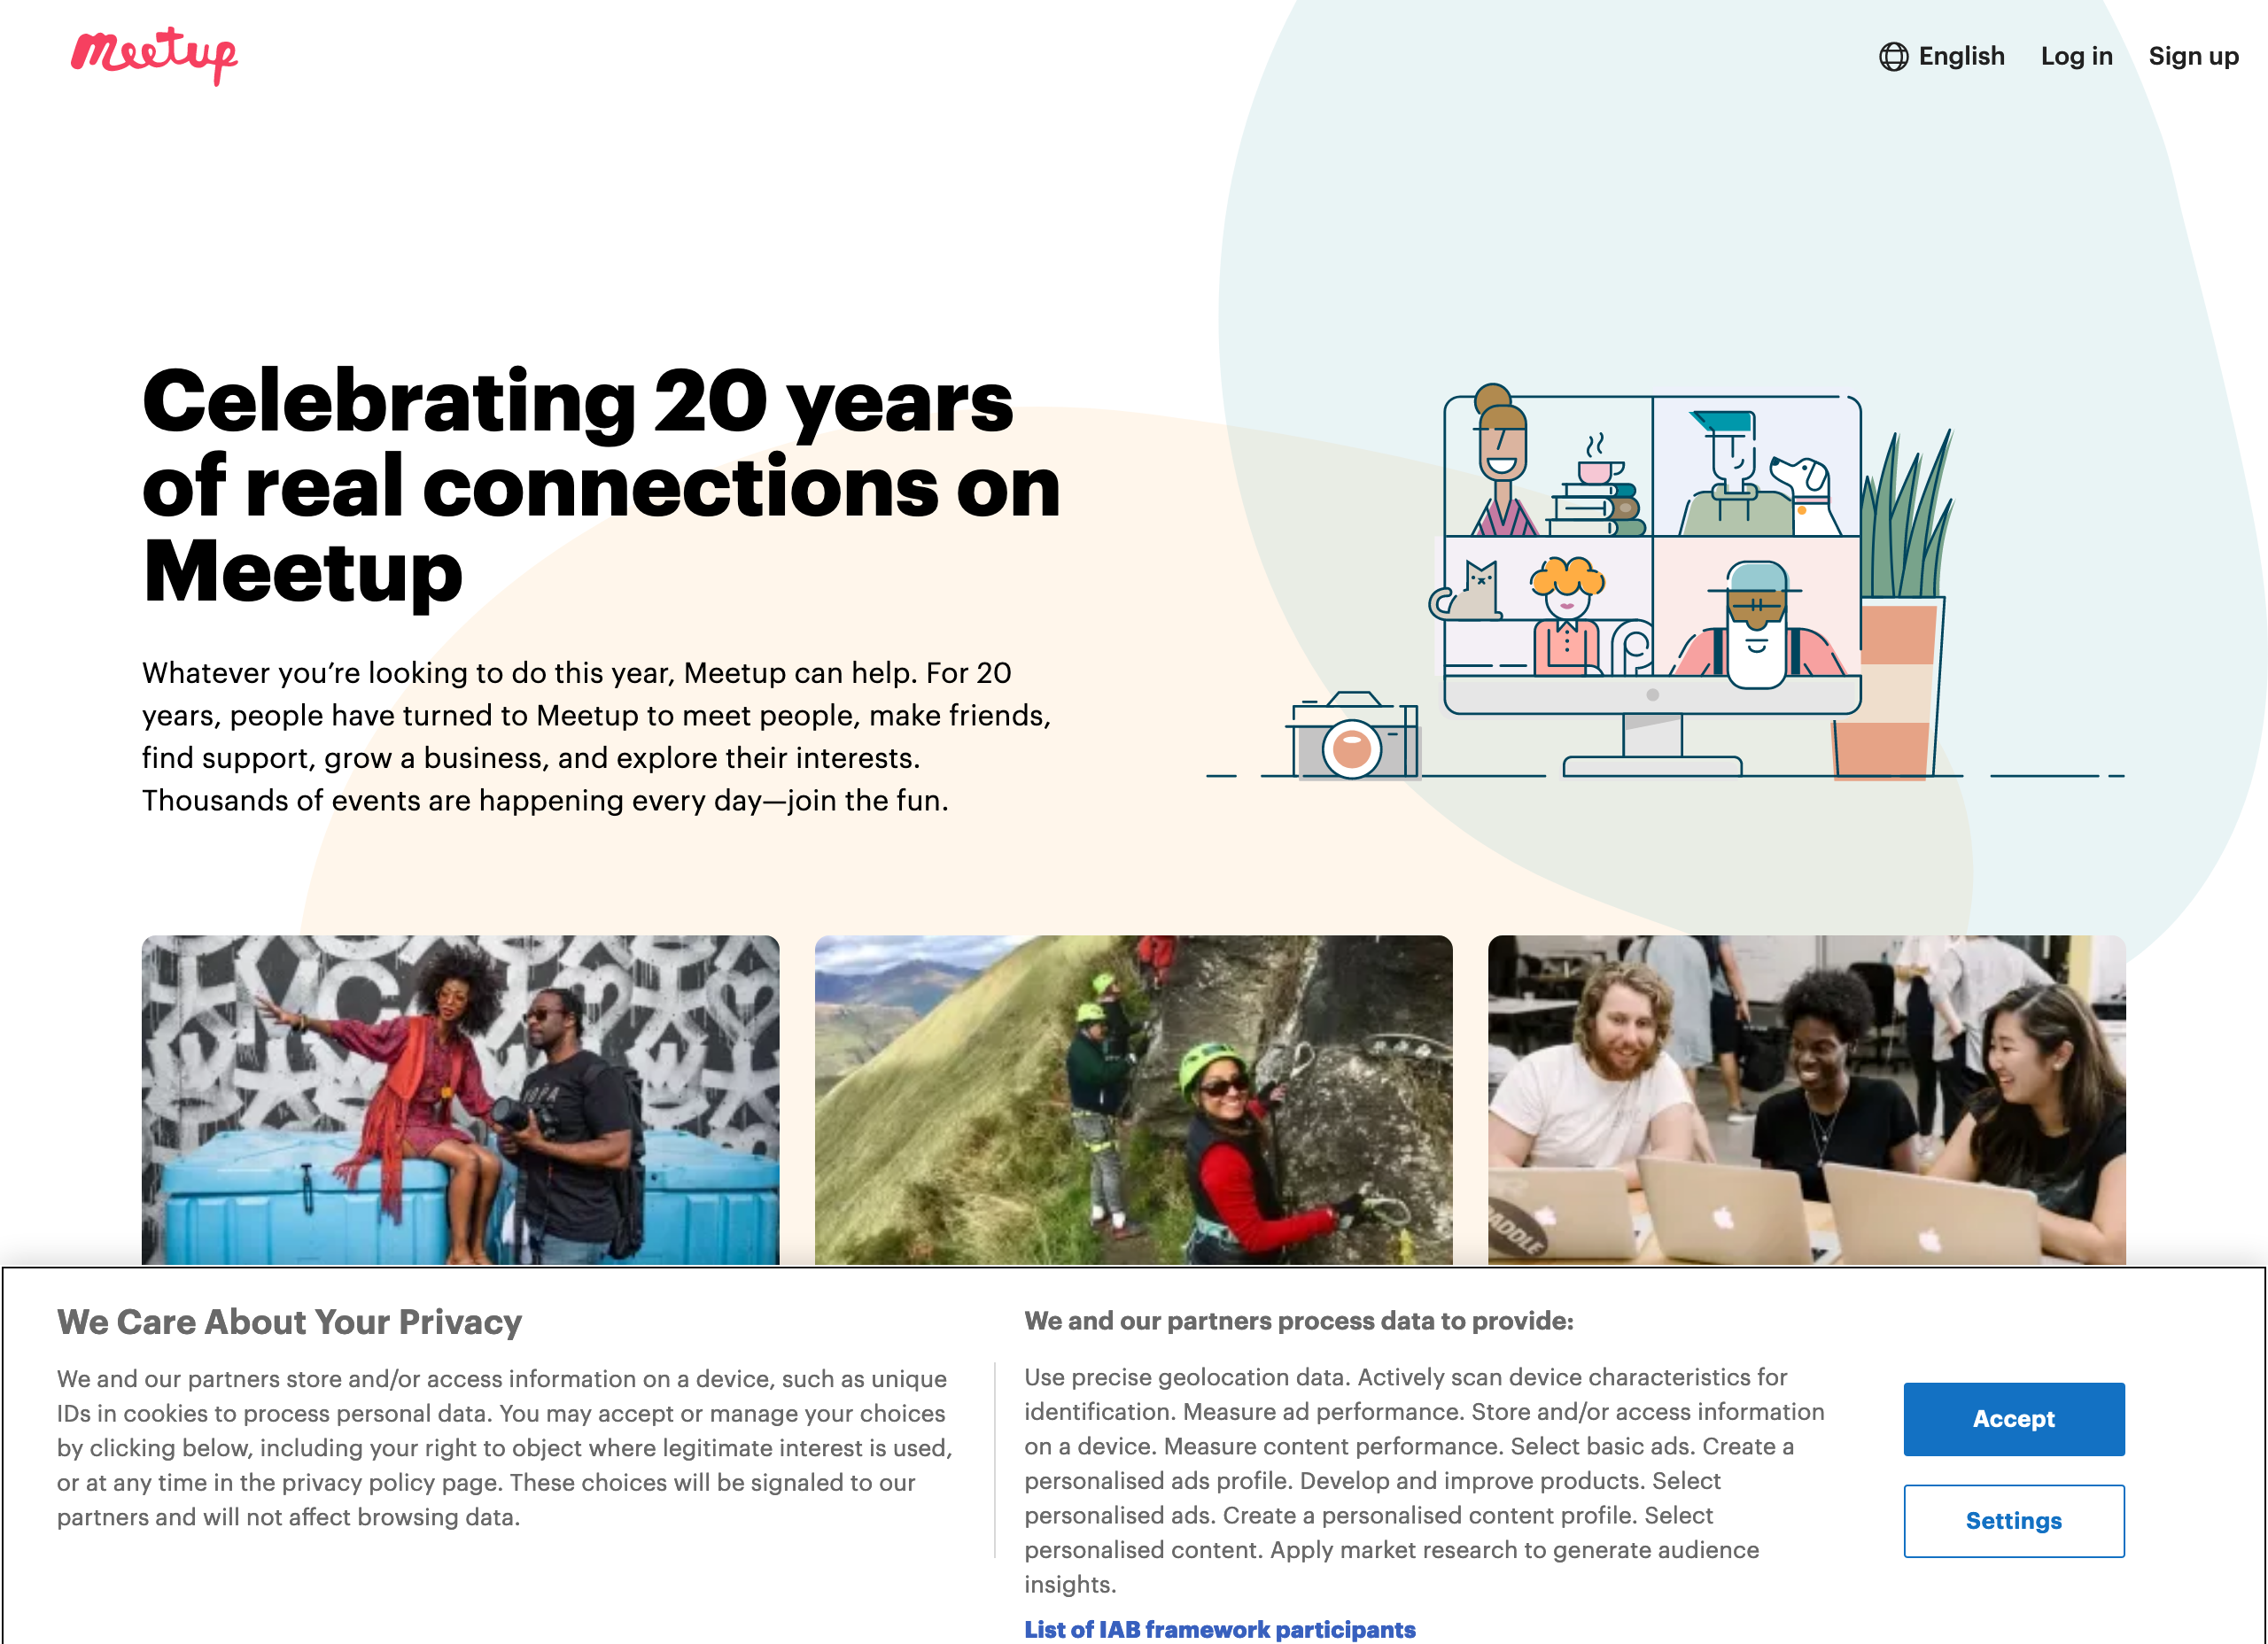 Meetup
English Log in Sign up
Celebrating 20 years
of real connections on
Meetup
Whatever you’re looking to do this year, Meetup can help. For 20
years, people have turned to Meetup to meet people, make friends,
find support, grow a business, and explore their interests.
Thousands of events are happening every day—join the fun.
PADDLE
We Care About Your Privacy
We and our partners store and/or access information on a device, such as unique
IDs in cookies to process personal data. You may accept or manage your choices
by clicking below, including your right to object where legitimate interest is used,
or at any time in the privacy policy page. These choices will be signaled to our
partners and will not affect browsing data.
We and our partners process data to provide:
Use precise geolocation data. Actively scan device characteristics for
identification. Measure ad performance. Store and/or access information
on a device. Measure content performance. Select basic ads. Create a
personalised ads profile. Develop and improve products. Select
personalised ads. Create a personalised content profile. Select
personalised content. Apply market research to generate audience
insights.
List of IAB framework participants
Accept
Settings